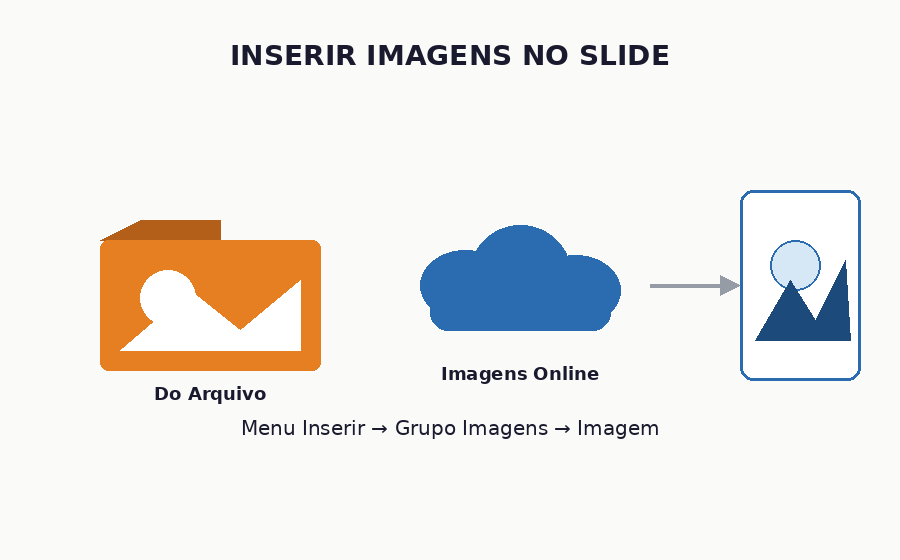 INSERIR IMAGENS NO SLIDE
Do Arquivo
Imagens Online
Menu Inserir → Grupo Imagens → Imagem